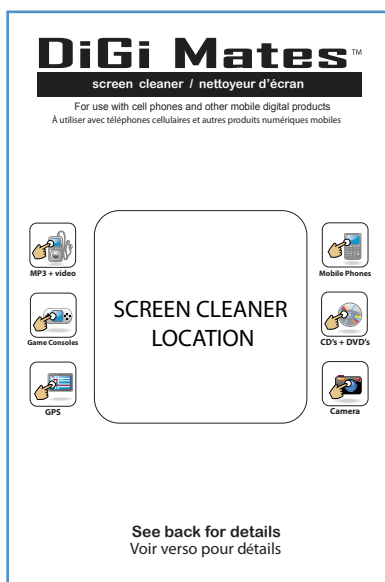 DiGi Mates™
screen cleaner / nettoyeur d'écran
For use with cell phones and other mobile digital products
À utiliser avec téléphones cellulaires et autres produits numériques mobiles
MP3 + video
Mobile Phones
SCREEN CLEANER
LOCATION
Game Consoles
CD's + DVD's
GPS
Camera
See back for details
Voir verso pour détails